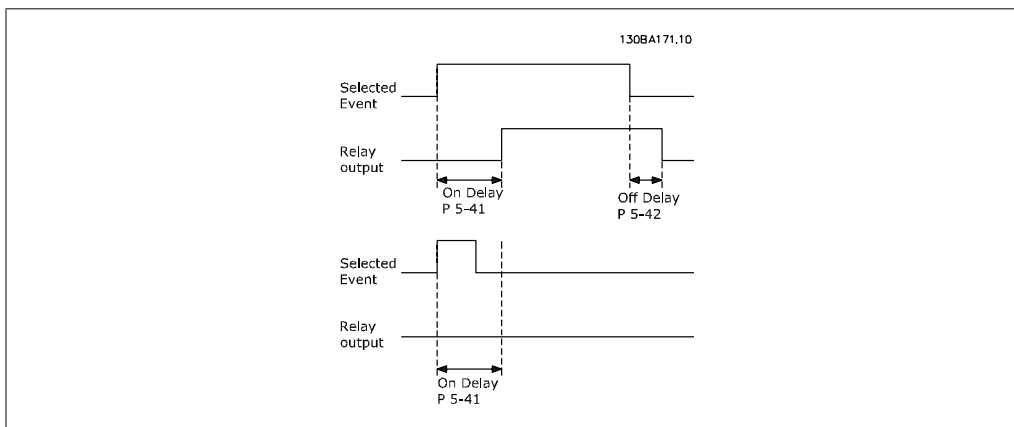 130BA171.10
Selected
Event
Relay
output
On Delay
P 5-41
Off Delay
P 5-42
Selected
Event
Relay
output
On Delay
P 5-41